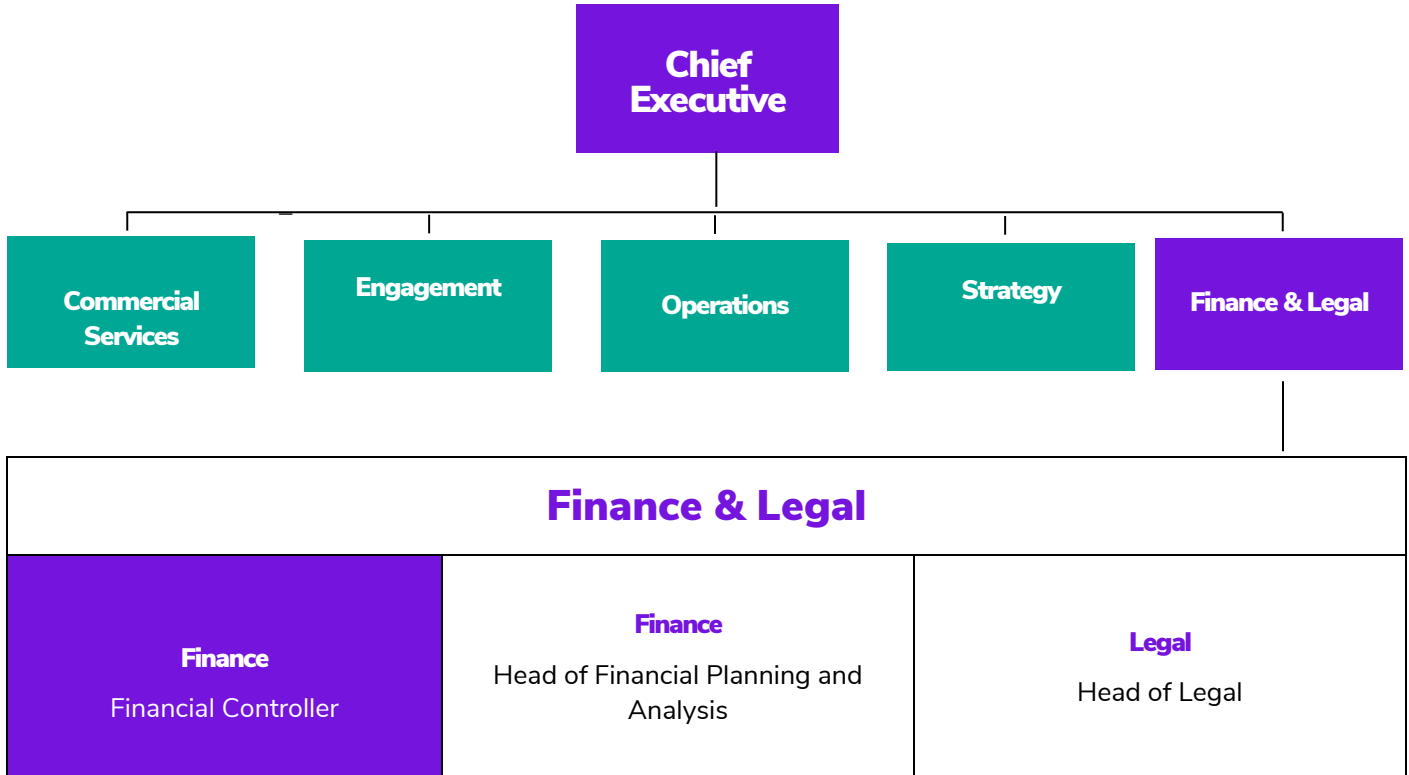 Chief
Executive
Commercial
Services
Engagement
Operations
Strategy
Finance & Legal
Finance & Legal
Finance
Financial Controller
Finance
Head of Financial Planning and
Analysis
Legal
Head of Legal